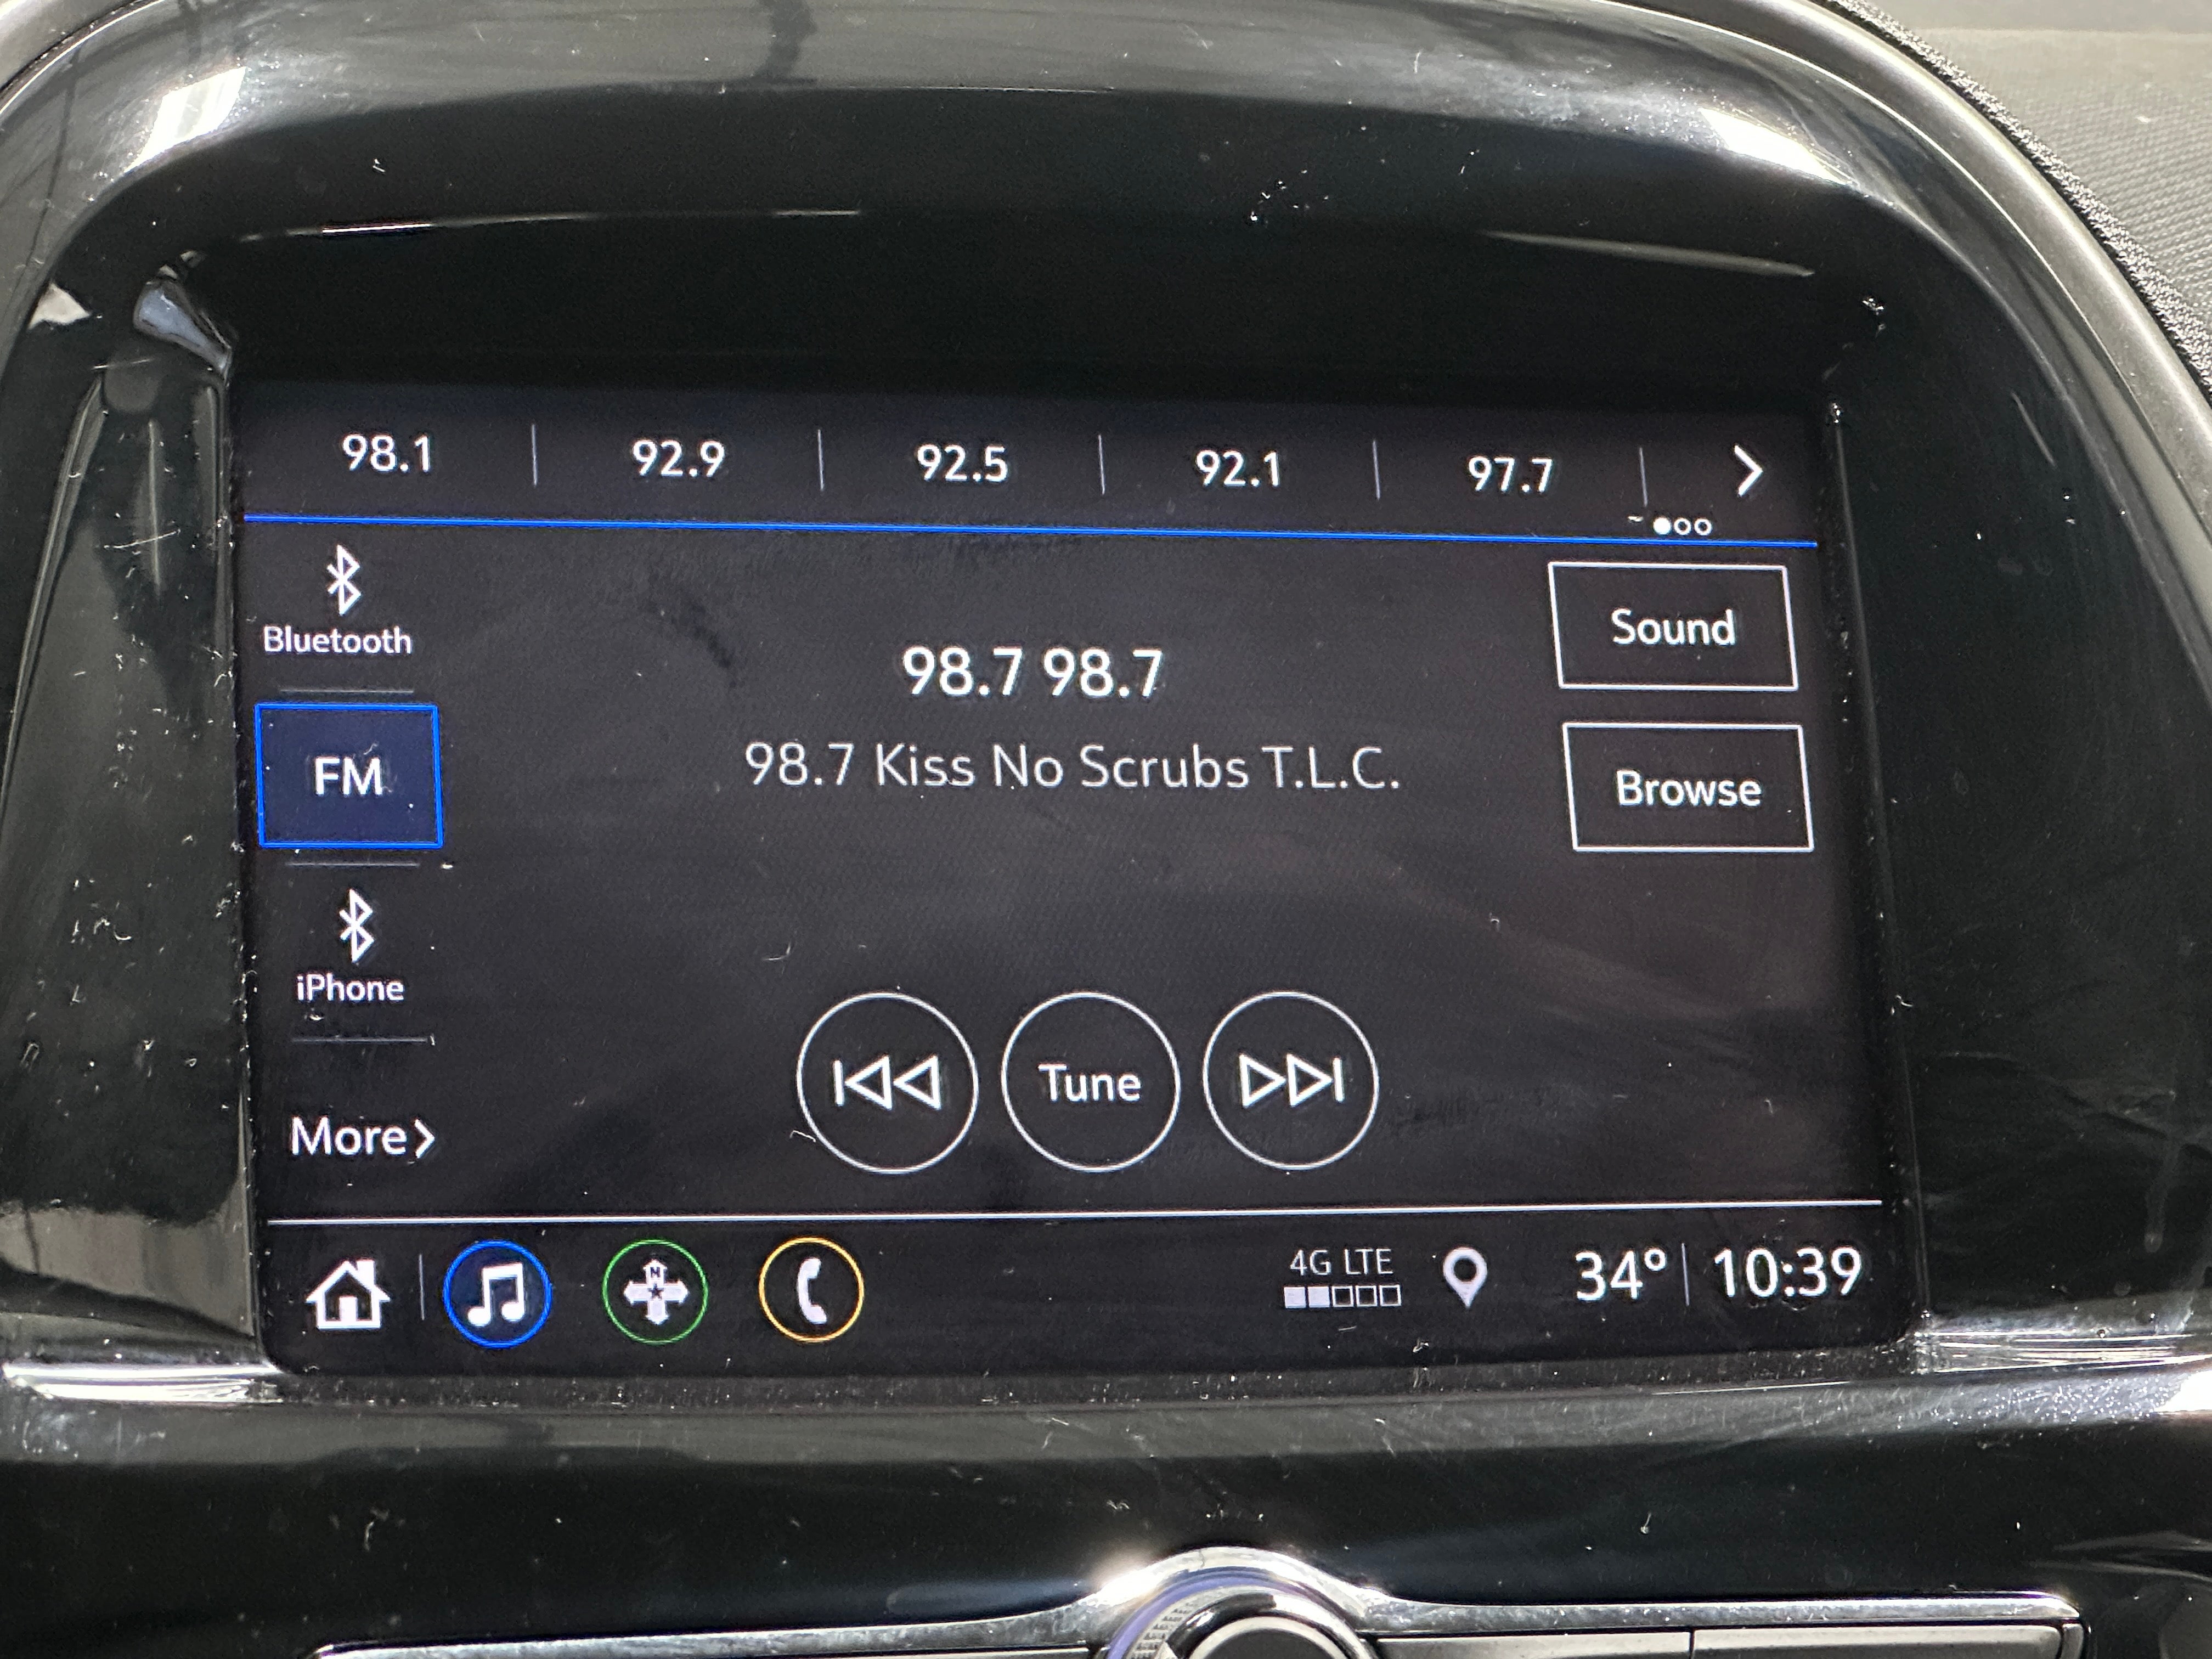 98.1 92.9 92.5 92.1 97.7
Bluetooth
Sound
98.7 98.7
98.7 Kiss No Scrubs T.L.C.
FM
Browse
iPhone
Tune
More
N
4G LTE
34° 10:39